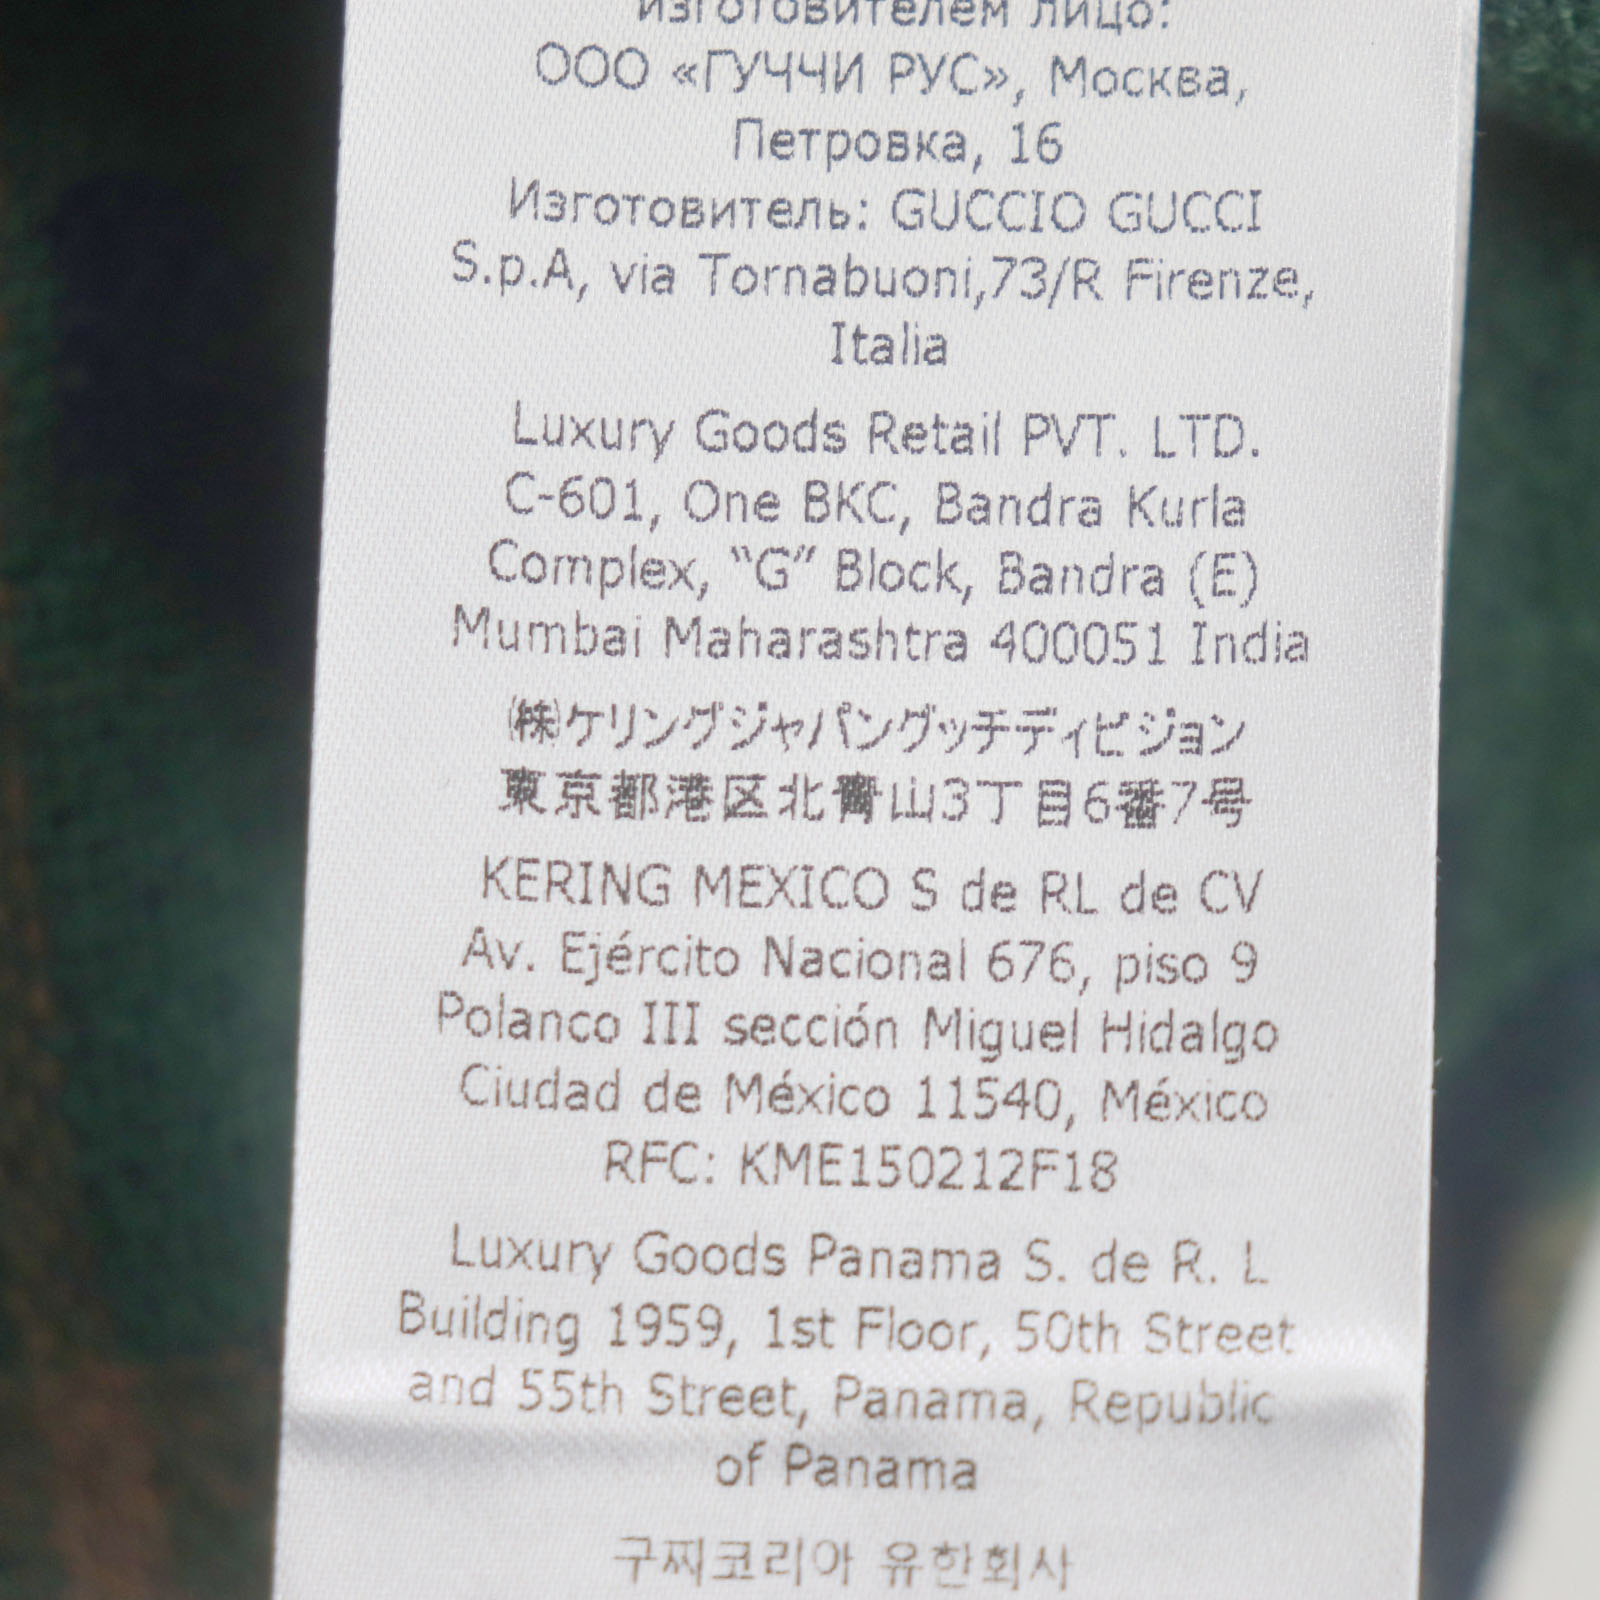 изготовителем лицо:
ООО «ГУЧЧИ РУС», Москва,
Петровка, 16
Изготовитель: GUCCIO GUCCI
S.p.A, via Tornabuoni,73/R Firenze,
Italia
Luxury Goods Retail PVT. LTD.
C-601, One BKC, Bandra Kurla
Complex, “G” Block, Bandra (E)
Mumbai Maharashtra 400051 India
㈱ケリングジャパングッチディビジョン
東京都港区北青山3丁目6番7号
KERING MEXICO S de RL de CV
Av. Ejército Nacional 676, piso 9
Polanco III sección Miguel Hidalgo
Ciudad de México 11540, México
RFC: KME150212F18
Luxury Goods Panama S. de R. L
Building 1959, 1st Floor, 50th Street
and 55th Street, Panama, Republic
of Panama
구찌코리아 유한회사